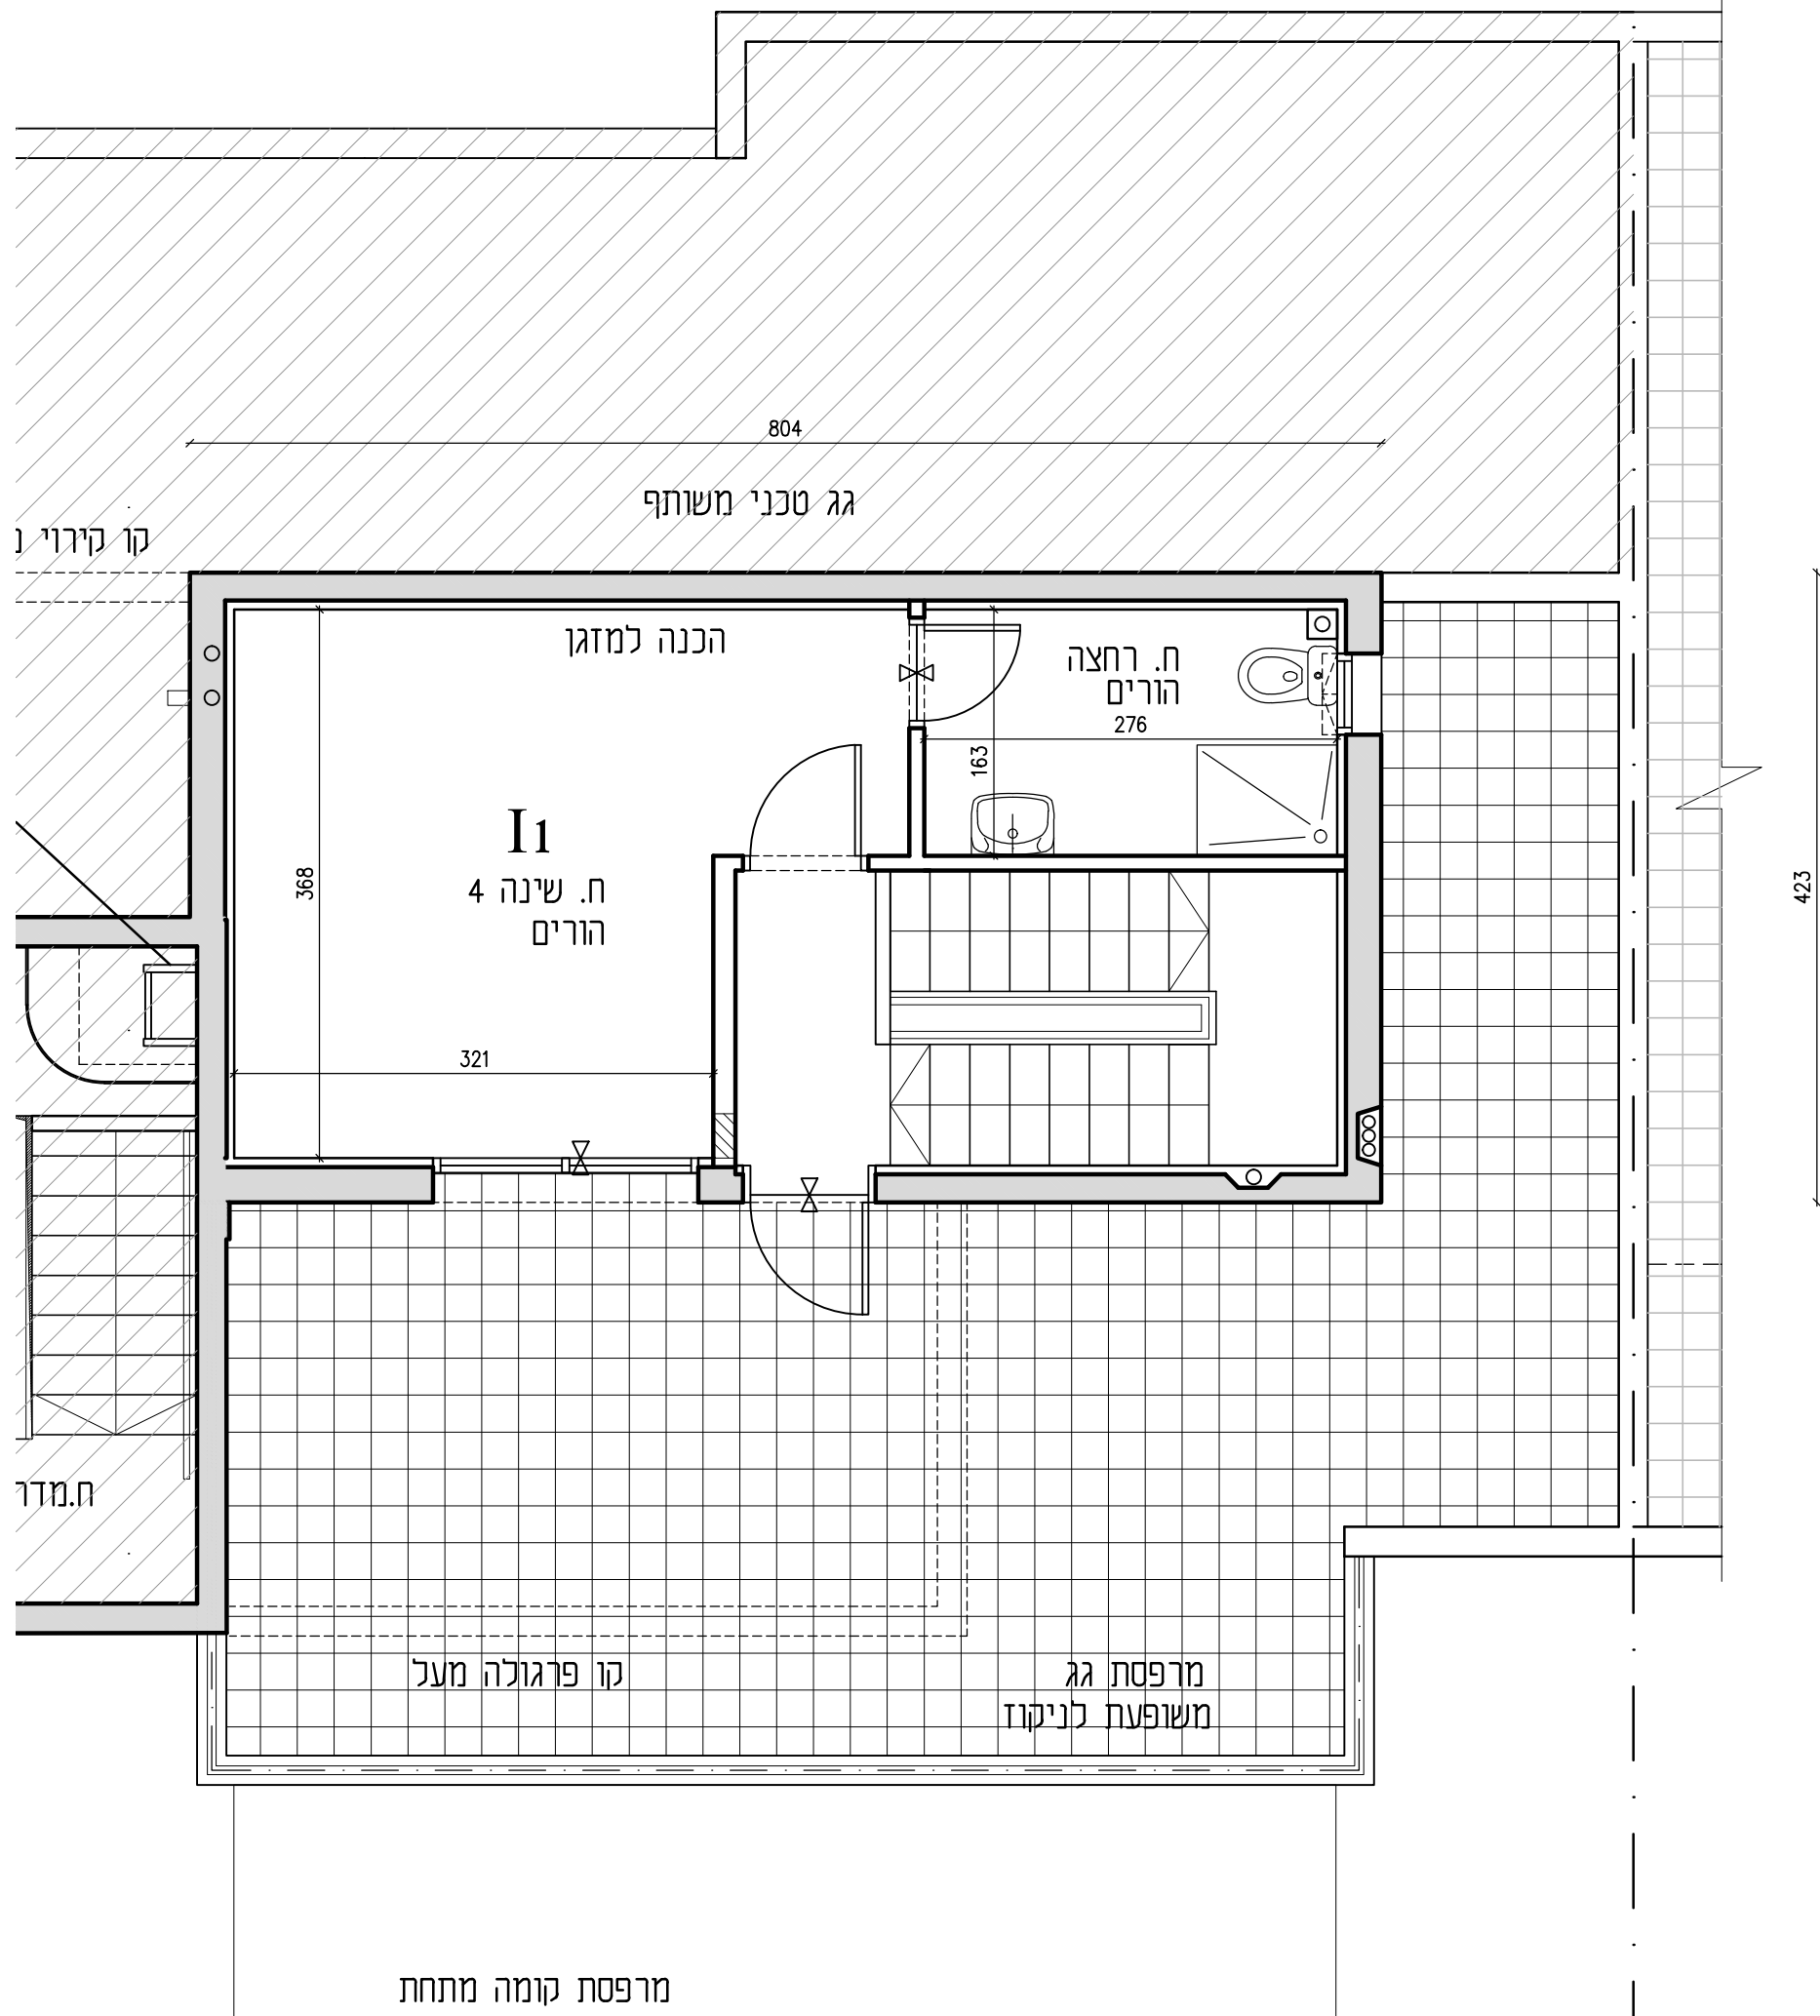 804
גג טכני משותף
קו קירוי
הכנה למזגן
ח. רחצה
הורים
276
163
I1
ח. שינה 4
הורים
368
321
423
ח.מדר
קו פרגולה מעל
מרפסת גג
משופעת לניקוז
מרפסת קומה מתחת